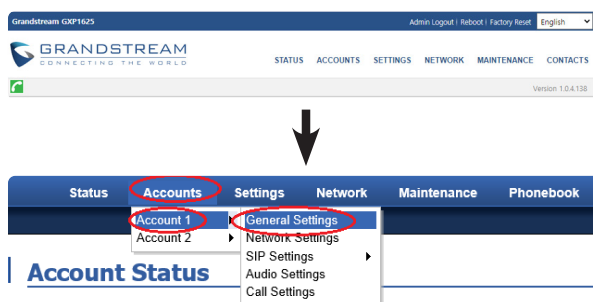 Grandstream GXP1625 Admin Logout | Reboot | Factory Reset English
GRANDSTREAM
CONNECTING THE WORLD
STATUS ACCOUNTS SETTINGS NETWORK MAINTENANCE CONTACTS
Version 1.0.4.138
Status Accounts Settings Network Maintenance Phonebook
Account 1 General Settings
Account 2 Network Settings
SIP Settings
Account Status Audio Settings
Call Settings